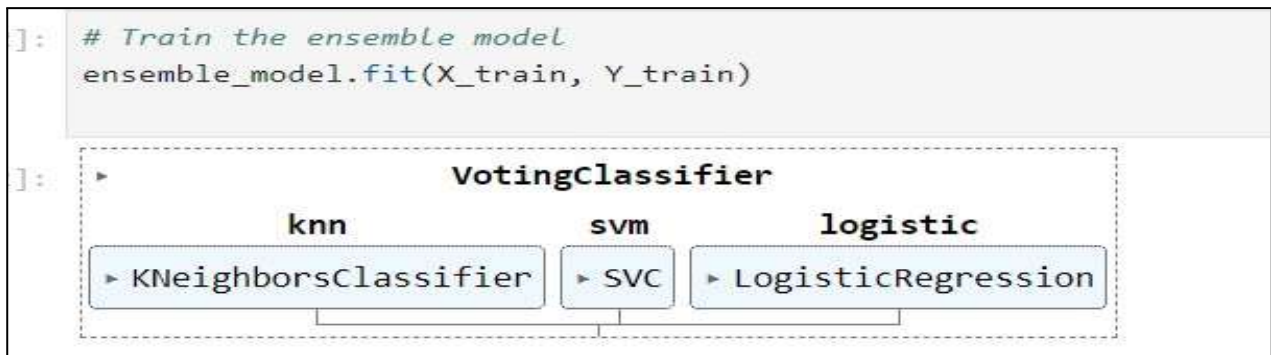 ]: # Train the ensemble model
ensemble_model.fit(X_train, Y_train)
]: ▸ VotingClassifier
knn svm logistic
▸ KNeighborsClassifier ▸ SVC ▸ LogisticRegression